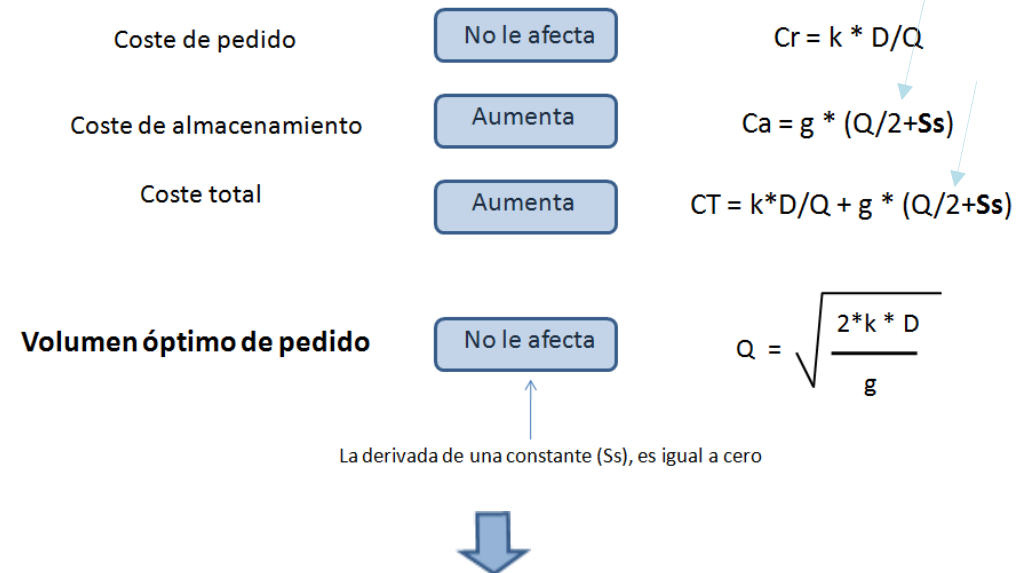 Coste de pedido No le afecta Cr = k * D/Q
Coste de almacenamiento Aumenta Ca = g * (Q/2+Ss)
Coste total Aumenta CT = k*D/Q + g * (Q/2+Ss)
Volumen óptimo de pedido No le afecta Q = √ 2*k * D
g
La derivada de una constante (Ss), es igual a cero